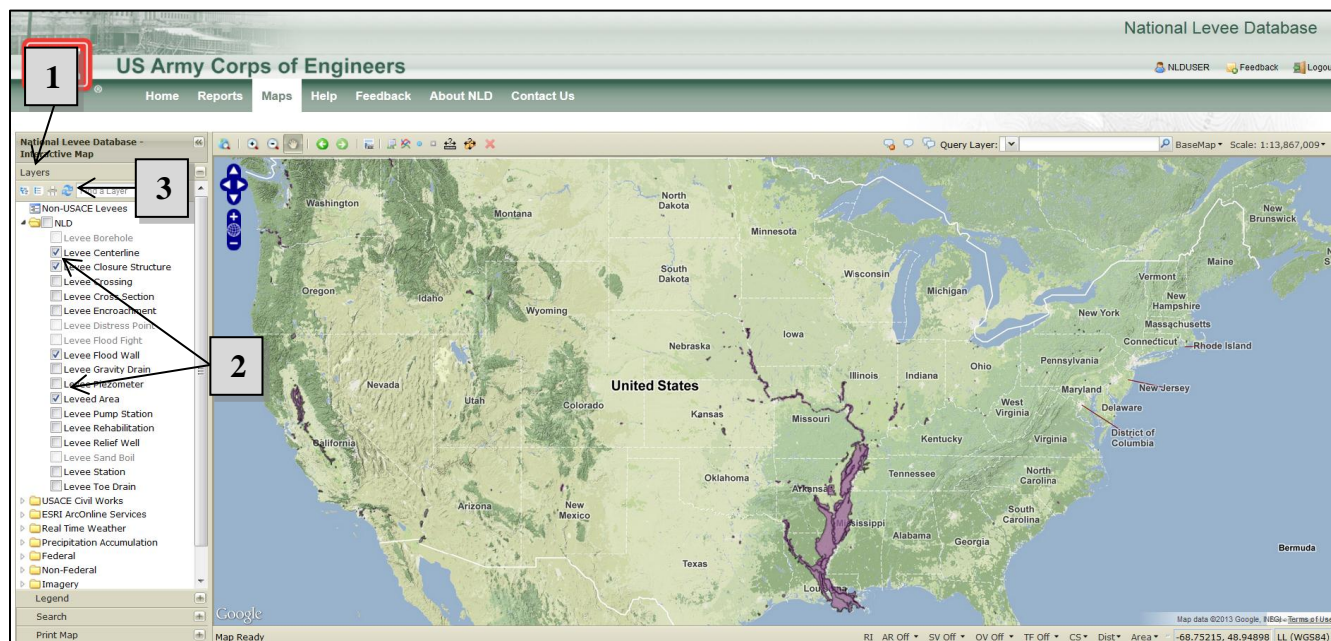 National Levee Database
US Army Corps of Engineers
®
NLDUSER Feedback Logou
Home Reports Maps Help Feedback About NLD Contact Us
1
2
3
National Levee Database -
Interactive Map
Layers
a Layer
Query Layer:
BaseMap Scale: 1:13,867,009
Non-USACE Levees
NLD
Levee Borehole
Levee Centerline
Levee Closure Structure
Levee Crossing
Levee Cross Section
Levee Encroachment
Levee Distress Point
Levee Flood Fight
Levee Flood Wall
Levee Gravity Drain
Levee Piezometer
Leveed Area
Levee Pump Station
Levee Rehabilitation
Levee Relief Well
Levee Sand Boil
Levee Station
Levee Toe Drain
USACE Civil Works
ESRI ArcOnline Services
Real Time Weather
Precipitation Accumulation
Federal
Non-Federal
Imagery
Legend
Search
Print Map
Washington
Montana
North
Dakota
Minnesota
New
Brunswick
Maine
Oregon
Idaho
South
Dakota
Wisconsin
Michigan
Vermont
New
Hampshire
New York
Massachusetts
Connecticut
Rhode Island
Wyoming
Iowa
Nebraska
Illinois
Indiana
Ohio
Pennsylvania
New Jersey
Maryland
Delaware
District of
Columbia
Nevada
Utah
Colorado
United States
Kansas
Missouri
West
Virginia
Virginia
Kentucky
California
Arizona
New
Mexico
Oklahoma
Arkansas
Tennessee
North
Carolina
South
Carolina
Mississippi
Alabama
Georgia
Texas
Louisiana
Bermuda
Google
Map data ©2013 Google, INEGI - Terms of Use
Map Ready
RI AR Off SV Off OV Off TF Off CS Dist Area -68.75215, 48.94898 LL (WGS84)